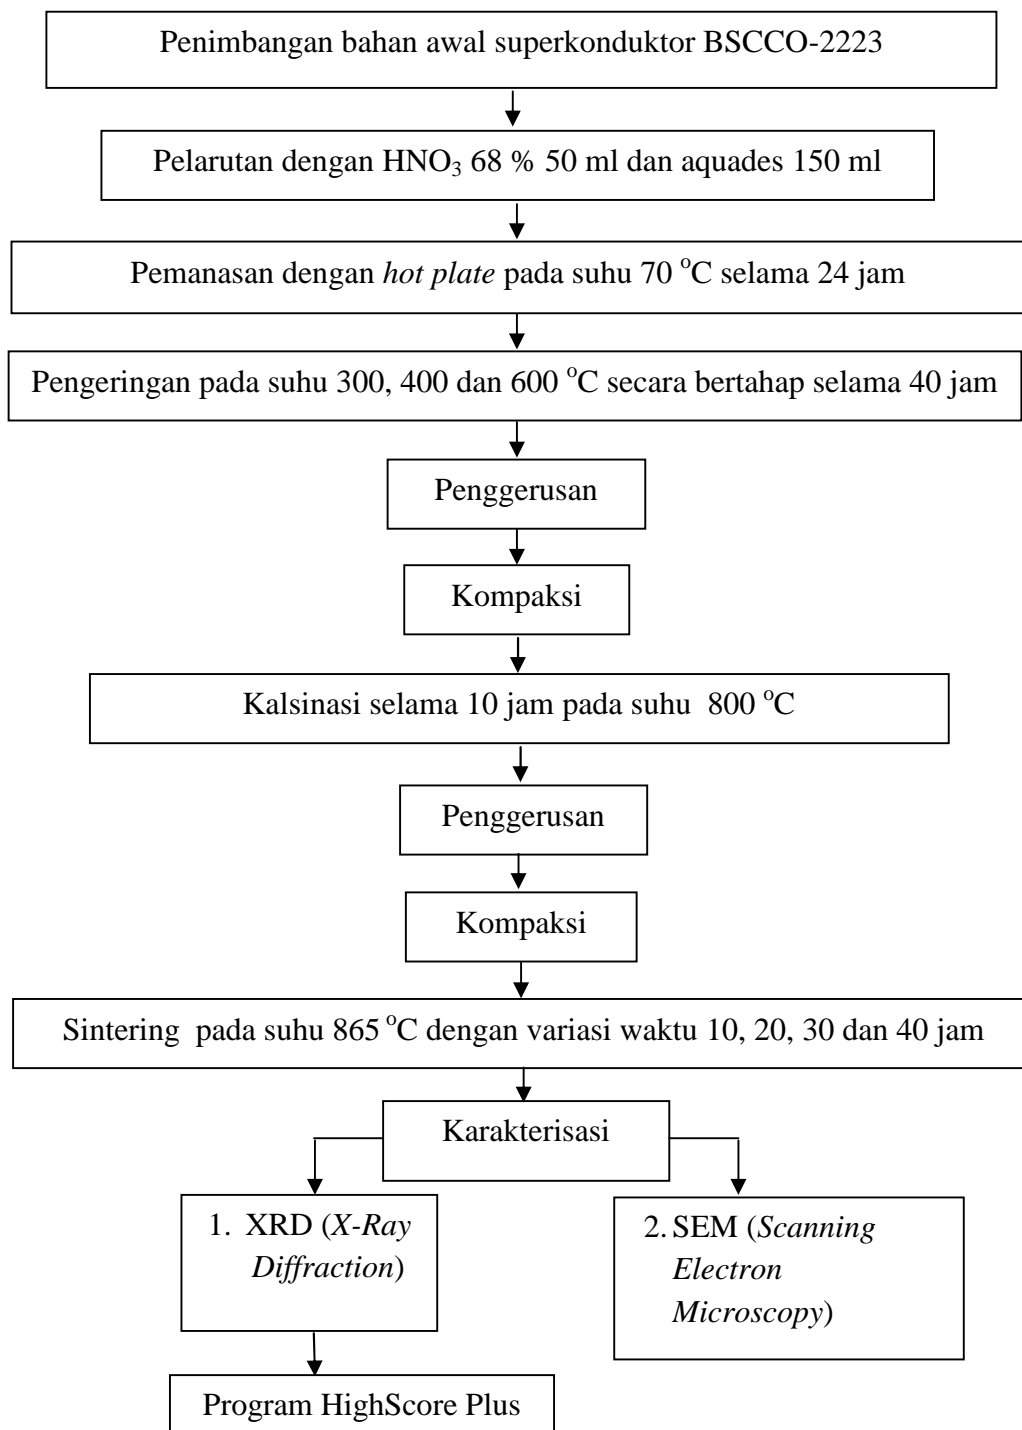 Penimbangan bahan awal superkonduktor BSCCO-2223
Pelarutan dengan HNO₃ 68 % 50 ml dan aquades 150 ml
Pemanasan dengan hot plate pada suhu 70 ᵒC selama 24 jam
Pengeringan pada suhu 300, 400 dan 600 ᵒC secara bertahap selama 40 jam
Penggerusan
Kompaksi
Kalsinasi selama 10 jam pada suhu  800 ᵒC
Penggerusan
Kompaksi
Sintering  pada suhu 865 ᵒC dengan variasi waktu 10, 20, 30 dan 40 jam
Karakterisasi
1. XRD (X-Ray
Diffraction)
2. SEM (Scanning
Electron
Microscopy)
Program HighScore Plus